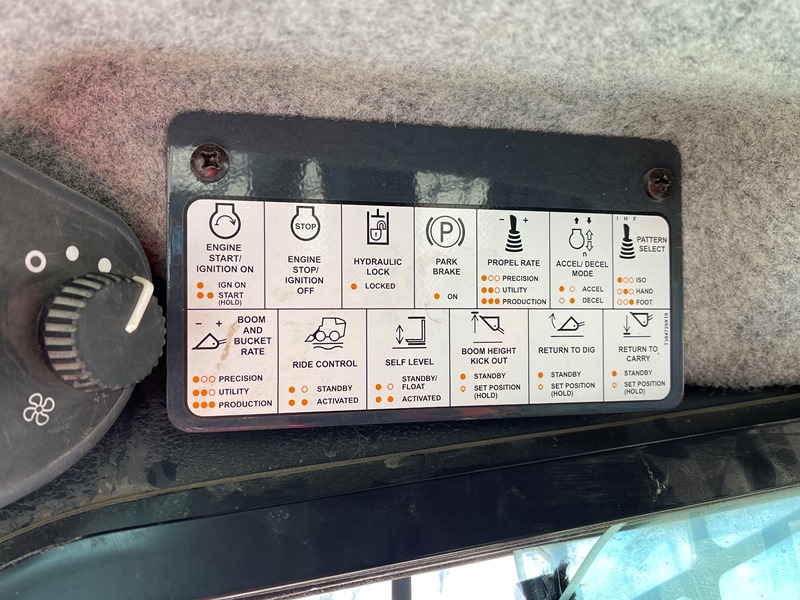 ENGINE
START/
IGNITION ON
IGN ON
START
(HOLD)
STOP
ENGINE
STOP/
IGNITION
OFF
HYDRAULIC
LOCK
LOCKED
P
PARK
BRAKE
ON
- +
PROPEL RATE
PRECISION
UTILITY
PRODUCTION
n
ACCEL/ DECEL
MODE
ACCEL
DECEL
I H F
PATTERN
SELECT
ISO
HAND
FOOT
- +
BOOM
AND
BUCKET
RATE
PRECISION
UTILITY
PRODUCTION
RIDE CONTROL
STANDBY
ACTIVATED
SELF LEVEL
STANDBY/
FLOAT
ACTIVATED
BOOM HEIGHT
KICK OUT
STANDBY
SET POSITION
(HOLD)
RETURN TO DIG
STANDBY
SET POSITION
(HOLD)
RETURN TO
CARRY
STANDBY
SET POSITION
(HOLD)